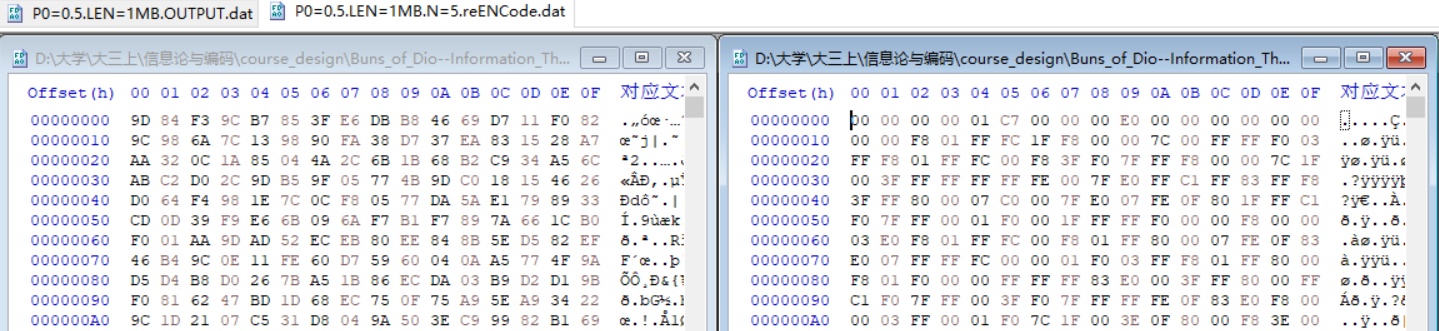 P0=0.5.LEN=1MB.OUTPUT.dat
P0=0.5.LEN=1MB.N=5.reENCode.dat
D:\大学\大三上\信息论与编码\course_design\Buns_of_Dio--Information_Th...
Offset(h) 00 01 02 03 04 05 06 07 08 09 0A 0B 0C 0D 0E 0F 对应文
00000000 9D 84 F3 9C B7 85 3F E6 DB B8 46 69 D7 11 F0 82
00000010 9C 98 6A 7C 13 98 90 FA 38 D7 37 EA 83 15 28 A7
00000020 AA 32 0C 1A 85 04 4A 2C 6B 1B 68 B2 C9 34 A5 6C
00000030 AB C2 D0 2C 9D B5 9F 05 77 4B 9D C0 18 15 46 26
00000040 D0 64 F4 98 1E 7C 0C F8 05 77 DA 5A E1 79 89 33
00000050 CD 0D 39 F9 E6 6B 09 6A F7 B1 F7 89 7A 66 1C B0
00000060 F0 01 AA 9D AD 52 EC EB 80 EE 84 8B 5E D5 82 EF
00000070 46 B4 9C 0E 11 FE 60 D7 59 60 04 0A A5 77 4F 9A
00000080 D5 D4 B8 D0 26 7B A5 1B 86 EC DA 03 B9 D2 D1 9B
00000090 F0 81 62 47 BD 1D 68 EC 75 0F 75 A9 5E A9 34 22
000000A0 9C 1D 21 07 C5 31 D8 04 9A 50 3E C9 99 82 B1 69
D:\大学\大三上\信息论与编码\course_design\Buns_of_Dio--Information_Th...
Offset(h) 00 01 02 03 04 05 06 07 08 09 0A 0B 0C 0D 0E 0F 对应文
00000000 00 00 00 00 01 C7 00 00 00 E0 00 00 00 00 00 00
00000010 00 00 F8 01 FF FC 1F F8 00 00 7C 00 FF FF F0 03
00000020 FF F8 01 FF FC 00 F8 3F F0 7F FF F8 00 00 7C 1F
00000030 00 3F FF FF FF FF FE 00 7F E0 FF C1 FF 83 FF F8
00000040 3F FF 80 00 07 C0 00 7F E0 07 FE 0F 80 1F FF C1
00000050 F0 7F FF 00 01 F0 00 1F FF FF F0 00 00 F8 00 00
00000060 03 E0 F8 01 FF FC 00 F8 01 FF 80 00 07 FE 0F 83
00000070 E0 07 FF FF FC 00 00 1F 03 FF F8 01 FF 80 00
00000080 F8 01 F0 00 00 FF FF FF 83 E0 00 3F FF 80 00 00
00000090 C1 F0 7F FF 00 3F F0 7F FF FF FE 0F 83 E0 F8 00
000000A0 00 03 FF 00 01 F0 7C 1F 00 3E 0F 80 00 F8 3E 00